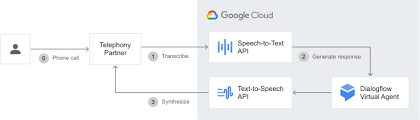 Google Cloud
Telephony
Partner
Speech-to-Text
API
0 Phone call
1 Transcribe
2 Generate response
Text-to-Speech
API
Dialogflow
Virtual Agent
3 Synthesize